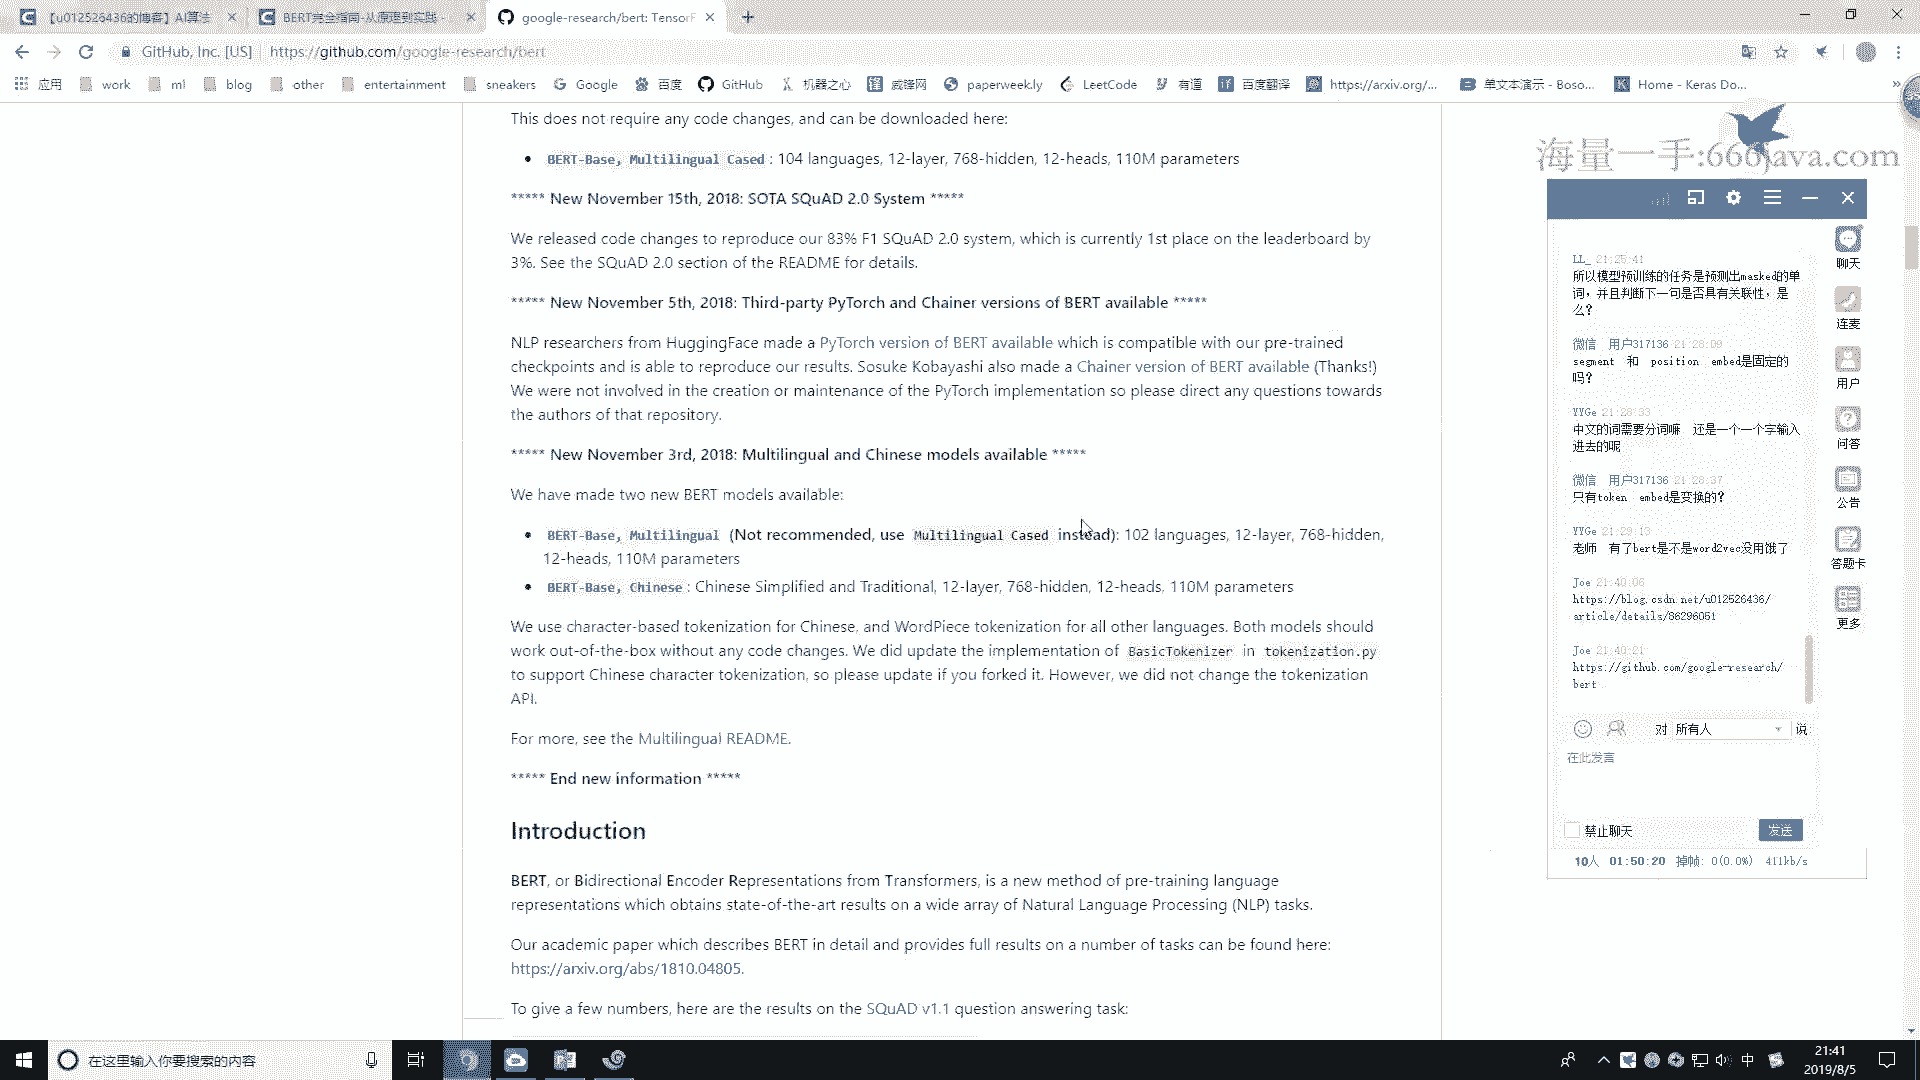 【u012526436的博客】AI算法
BERT完全指南-从原理到实践 -
google-research/bert: TensorF
GitHub, Inc. [US] | https://github.com/google-research/bert
应用 work ml blog other entertainment sneakers Google 百度 GitHub 机器之心 威锋网 paperweek.ly LeetCode 有道 百度翻译 https://arxiv.org/... 单文本演示 - Boso... Home - Keras Do... »
This does not require any code changes, and can be downloaded here:
BERT-Base, Multilingual Cased: 104 languages, 12-layer, 768-hidden, 12-heads, 110M parameters
***** New November 15th, 2018: SOTA SQuAD 2.0 System *****
We released code changes to reproduce our 83% F1 SQuAD 2.0 system, which is currently 1st place on the leaderboard by
3%. See the SQuAD 2.0 section of the README for details.
***** New November 5th, 2018: Third-party PyTorch and Chainer versions of BERT available *****
NLP researchers from HuggingFace made a PyTorch version of BERT available which is compatible with our pre-trained
checkpoints and is able to reproduce our results. Sosuke Kobayashi also made a Chainer version of BERT available (Thanks!)
We were not involved in the creation or maintenance of the PyTorch implementation so please direct any questions towards
the authors of that repository.
***** New November 3rd, 2018: Multilingual and Chinese models available *****
We have made two new BERT models available:
BERT-Base, Multilingual (Not recommended, use Multilingual Cased instead): 102 languages, 12-layer, 768-hidden,
12-heads, 110M parameters
BERT-Base, Chinese: Chinese Simplified and Traditional, 12-layer, 768-hidden, 12-heads, 110M parameters
We use character-based tokenization for Chinese, and WordPiece tokenization for all other languages. Both models should
work out-of-the-box without any code changes. We did update the implementation of BasicTokenizer in tokenization.py
to support Chinese character tokenization, so please update if you forked it. However, we did not change the tokenization
API.
For more, see the Multilingual README.
***** End new information *****
Introduction
BERT, or Bidirectional Encoder Representations from Transformers, is a new method of pre-training language
representations which obtains state-of-the-art results on a wide array of Natural Language Processing (NLP) tasks.
Our academic paper which describes BERT in detail and provides full results on a number of tasks can be found here:
https://arxiv.org/abs/1810.04805.
To give a few numbers, here are the results on the SQuAD v1.1 question answering task:
海量一手:666java.com
LL_ 21:25:41
所以模型预训练的任务是预测出masked的单
词，并且判断下一句是否具有关联性，是
么？
微信 用户317136 21:28:09
segment 和 position embed是固定的
吗？
YYGe 21:28:33
中文的词需要分词嘛 还是一个一个字输入
进去的呢
微信 用户317136 21:28:37
只有token embed是变换的？
YYGe 21:29:13
老师 有了bert是不是word2vec没用饿了
Joe 21:40:06
https://blog.csdn.net/u012526436/
article/details/86296051
Joe 21:40:21
https://github.com/google-research/
bert
对 所有人 说
在此发言
禁止聊天 发送
10人 01:50:20 掉帧: 0(0.0%) 411kb/s
聊天
连麦
用户
问答
公告
答题卡
更多
在这里输入你要搜索的内容
中
21:41
2019/8/5